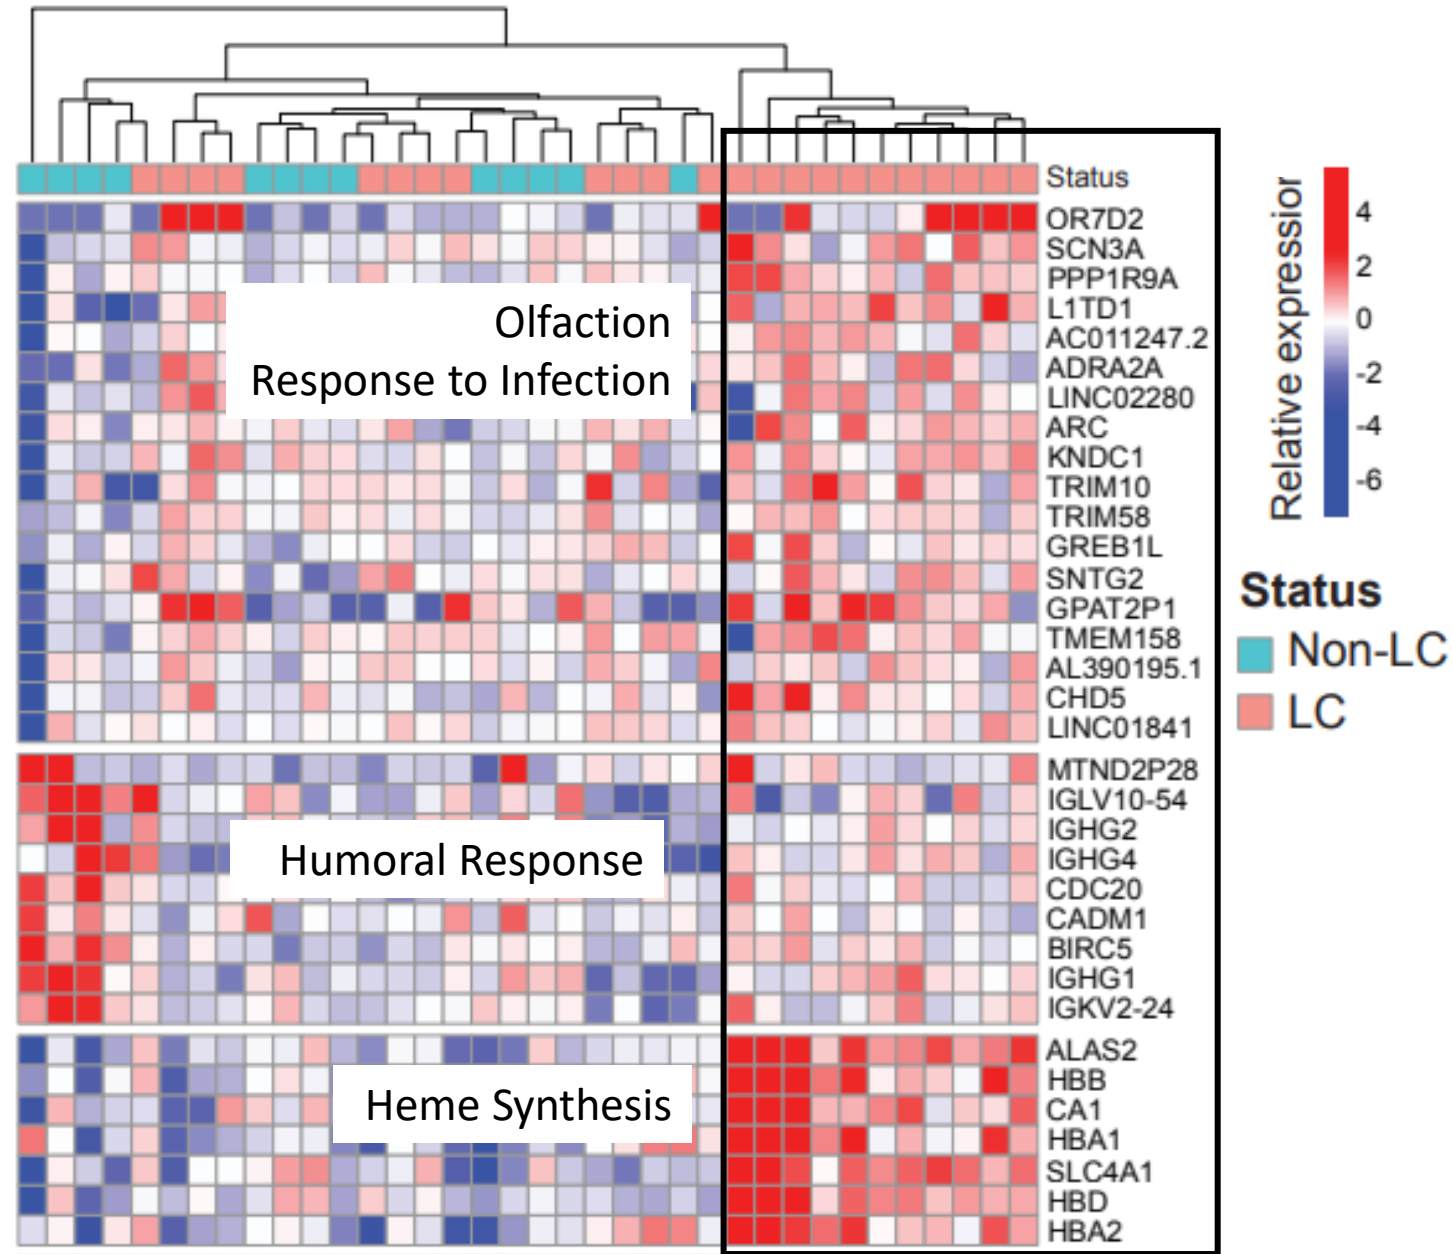 Status
OR7D2
SCN3A
PPP1R9A
L1TD1
AC011247.2
ADRA2A
LINC02280
ARC
KNDC1
TRIM10
TRIM58
GREB1L
SNTG2
GPAT2P1
TMEM158
AL390195.1
CHD5
LINC01841
Olfaction
Response to Infection
MTND2P28
IGLV10-54
IGHG2
IGHG4
CDC20
CADM1
BIRC5
IGHG1
IGKV2-24
Humoral Response
ALAS2
HBB
CA1
HBA1
SLC4A1
HBD
HBA2
Heme Synthesis
Relative expressior
4
2
0
-2
-4
-6
Status
Non-LC
LC